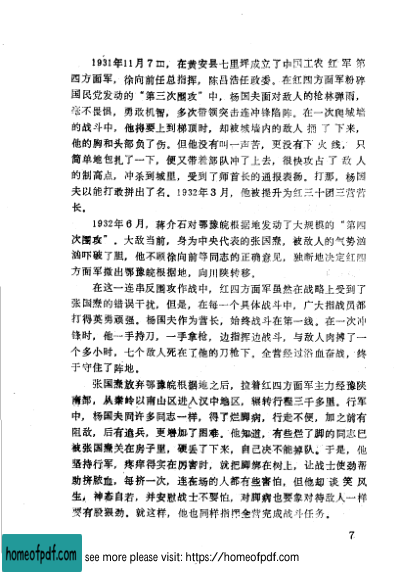 1931年11月7日，在黄安县七里坪成立了中国工农红军第
四方面军，徐向前任总指挥，陈昌浩任政委。在红四方面军粉碎
国民党发动的“第三次围攻”中，杨国夫面对敌人的枪林弹雨，
毫不畏惧，勇敢机智，多次带领突击连冲锋陷阵。在一次爬城墙
的战斗中，他将要上到梯顶时，却被城墙内的敌人捅了下来，
他的胸和头部负了伤。但他没有叫一声苦，更没有下火线，只
简单地包扎了一下，便又带着部队冲了上去，很快攻占了敌人
的制高点，冲杀到城里，受到了师首长的通报表扬。打那，杨国
夫以能打敢拼出了名。1932年3月，他被提升为红三十团三营营
长。
1932年6月，蒋介石对鄂豫皖根据地发动了大规模的“第四
次围攻”。大敌当前，身为中央代表的张国焘，被敌人的气势汹
汹吓破了胆，他不顾徐向前等同志的正确意见，独断地决定红四
方面军撤出鄂豫皖根据地，向川陕转移。
在这一连串反围攻作战中，红四方面军虽然在战略上受到了
张国焘的错误干扰，但是，在每一个具体战斗中，广大指战员都
打得英勇顽强。杨国夫作为营长，始终战斗在第一线。在一次冲
锋时，他一手持刀，一手拿枪，边指挥边战斗，与敌人肉搏了一
个多小时，七个敌人死在了他的刀枪下。全营经过浴血奋战，终
于守住了阵地。
张国焘放弃鄂豫皖根据地之后，拉着红四方面军主力经豫陕
南部，从秦岭以南山区进入汉中地区，辗转行程三千多里。行军
中，杨国夫同许多同志一样，得了烂脚病，行走不便，加之前有
阻敌，后有追兵，更增加了困难。他知道，有些烂了脚的同志已
被张国焘关在房子里，硬丢了下来，自己决不能掉队。于是，他
坚持行军，疼痒得实在厉害时，就把脚绑在树上，让战士使劲帮
助挤脓血，每挤一次，连在场的人都有些害怕，但他却谈笑风
生，神态自若，并安慰战士不要怕，对脚病也要象对待敌人一样
要有股狠劲。就这样，他也同样指挥全营完成战斗任务。
7
homeofpdf.com
see more please visit: https://homeofpdf.com